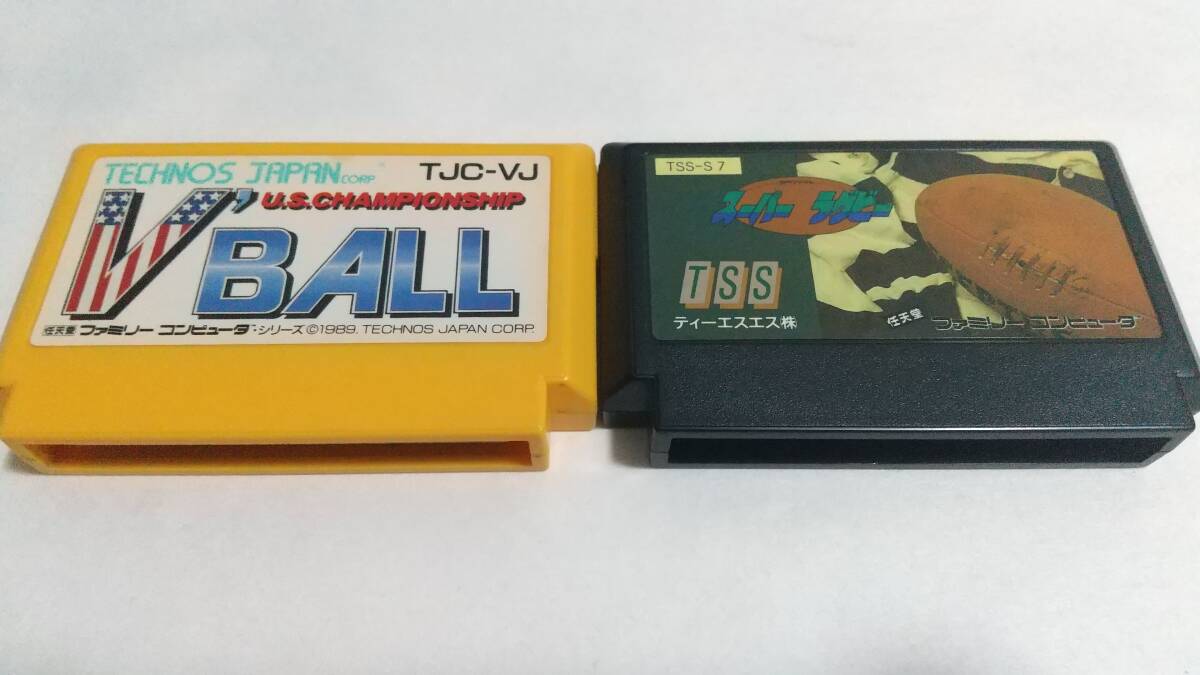 TECHNOS JAPAN CORP
TJC-VJ
U.S. CHAMPIONSHIP
V' BALL
任天堂 ファミリー コンピュータ・シリーズ ©1989. TECHNOS JAPAN CORP.
TSS-S7
スーパー ラグビー
TSS
ティーエスエス㈱
任天堂 ファミリー コンピュータ